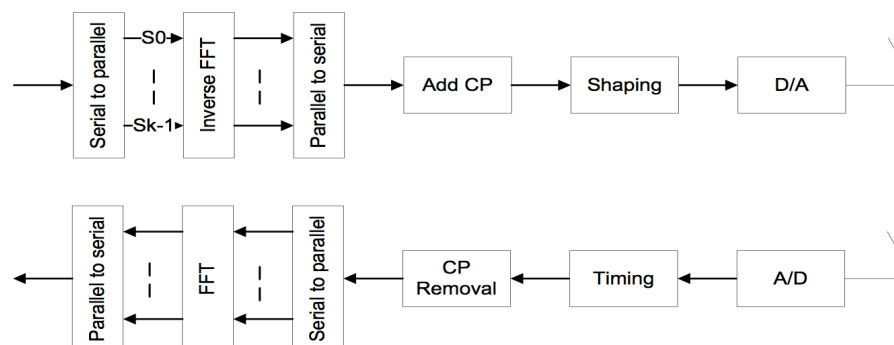 Serial to parallel
S0
Sk-1
Inverse FFT
Parallel to serial
Add CP
Shaping
D/A
Parallel to serial
FFT
Serial to parallel
CP
Removal
Timing
A/D